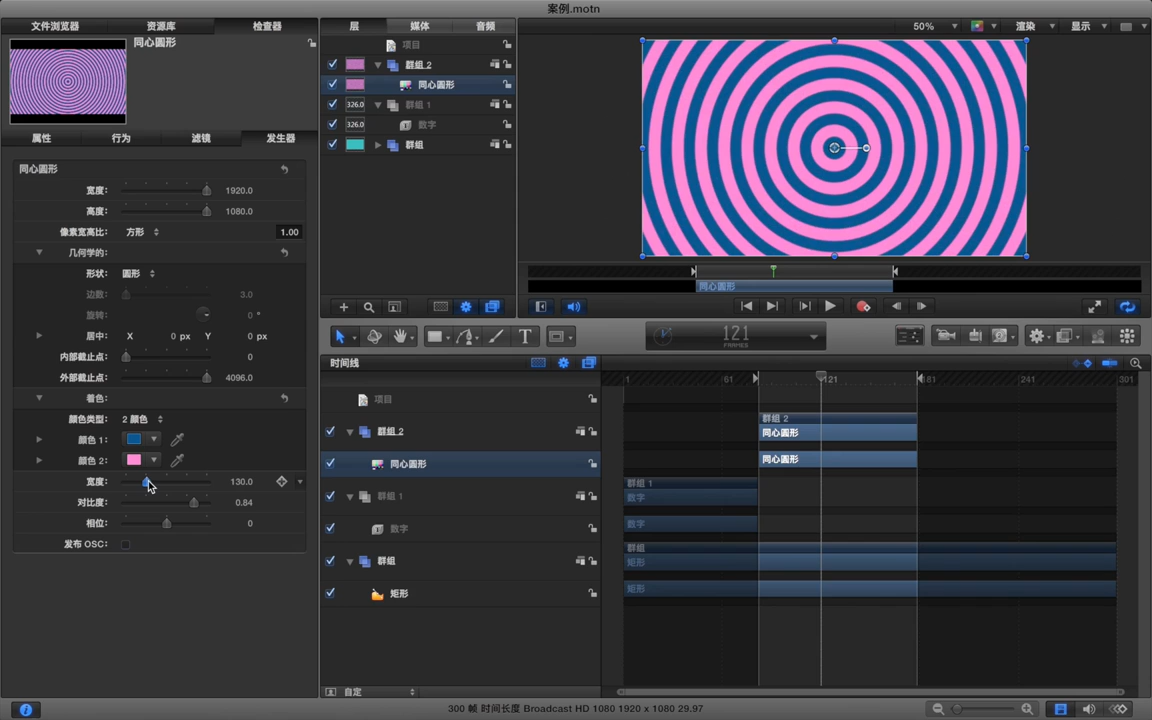 案例.motn
文件浏览器 资源库 检查器
层 媒体 音频
50% 渲染 显示
同心圆形
属性 行为 滤镜 发生器
同心圆形
宽度: 1920.0
高度: 1080.0
像素宽高比: 方形 1.00
几何学的:
形状: 圆形
边数: 3.0
旋转: 0 °
居中: X 0 px Y 0 px
内部截止点: 0
外部截止点: 4096.0
着色:
颜色类型: 2 颜色
颜色 1:
颜色 2:
宽度: 130.0
对比度: 0.84
相位: 0
发布 OSC:
项目
群组 2
同心圆形
326.0 群组 1
326.0 数字
群组
同心圆形
T
121
FRAMES
时间线
1 61 121 181 241 301
项目
群组 2
同心圆形
群组 1
数字
群组
矩形
群组 2
同心圆形
同心圆形
群组 1
数字
数字
群组
矩形
矩形
自定
300 帧 时间长度 Broadcast HD 1080 1920 x 1080 29.97